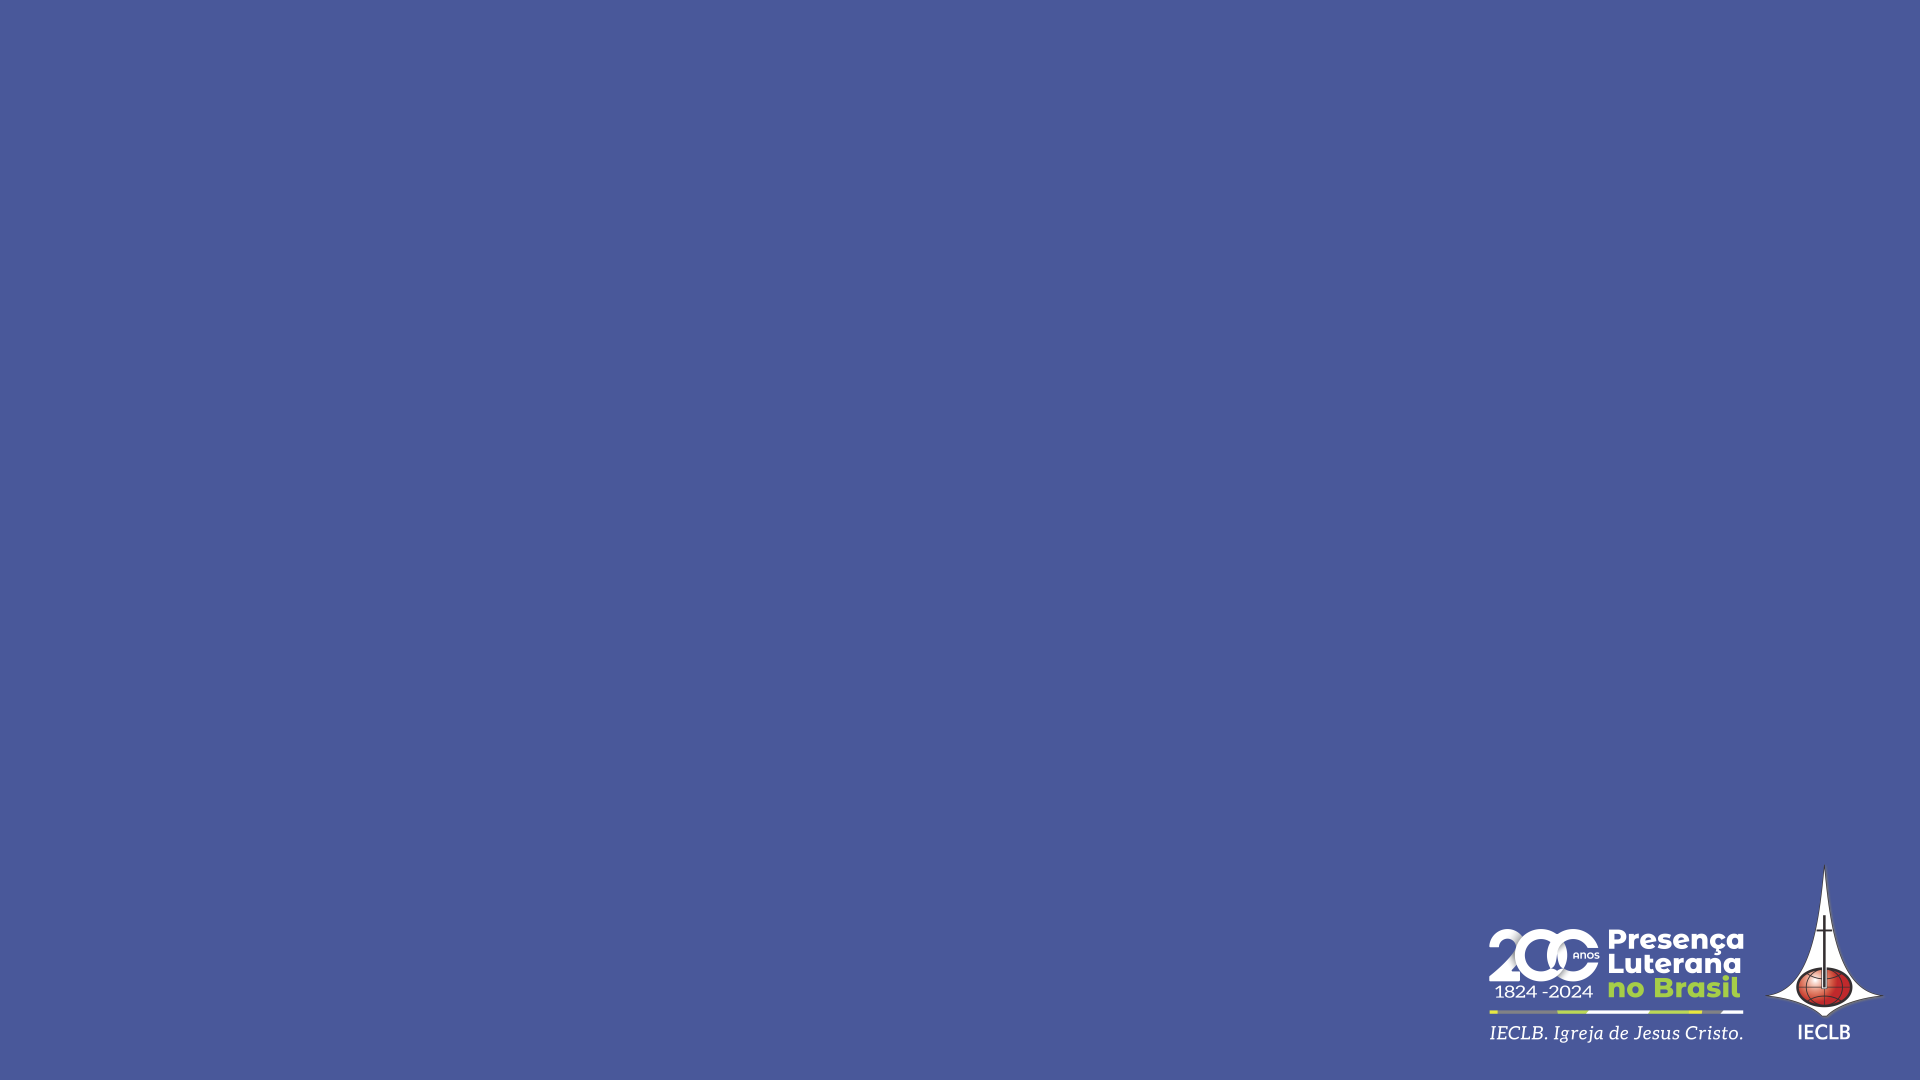 200 Anos
1824 -2024
Presença
Luterana
no Brasil
IECLB. Igreja de Jesus Cristo.
IECLB